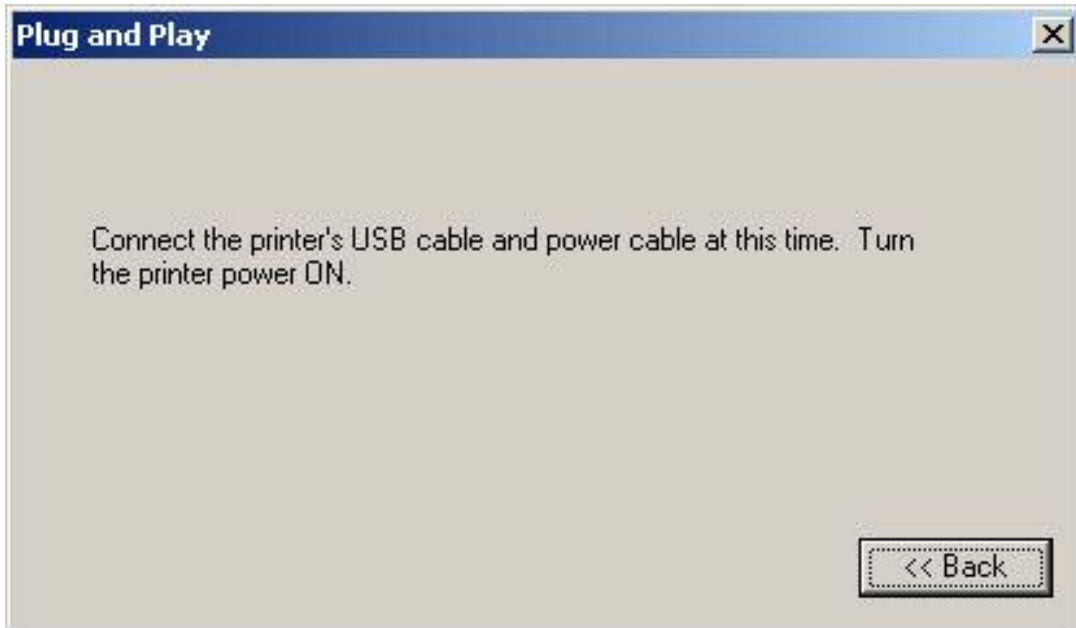 Plug and Play
Connect the printer's USB cable and power cable at this time.  Turn
the printer power ON.
<< Back